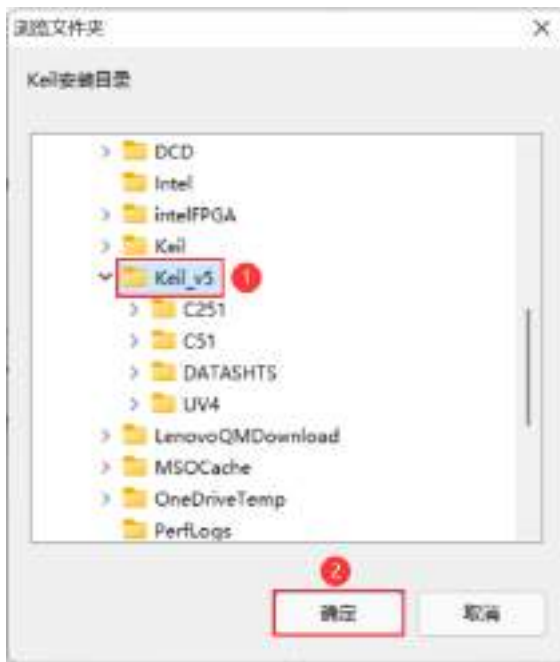 浏览文件夹
Keil安装目录
DCD
Intel
intelFPGA
Keil
Keil_v5 1
C251
C51
DATASHTS
UV4
LenovoQMDownload
MSOCache
OneDriveTemp
PerfLogs
2
确定 取消